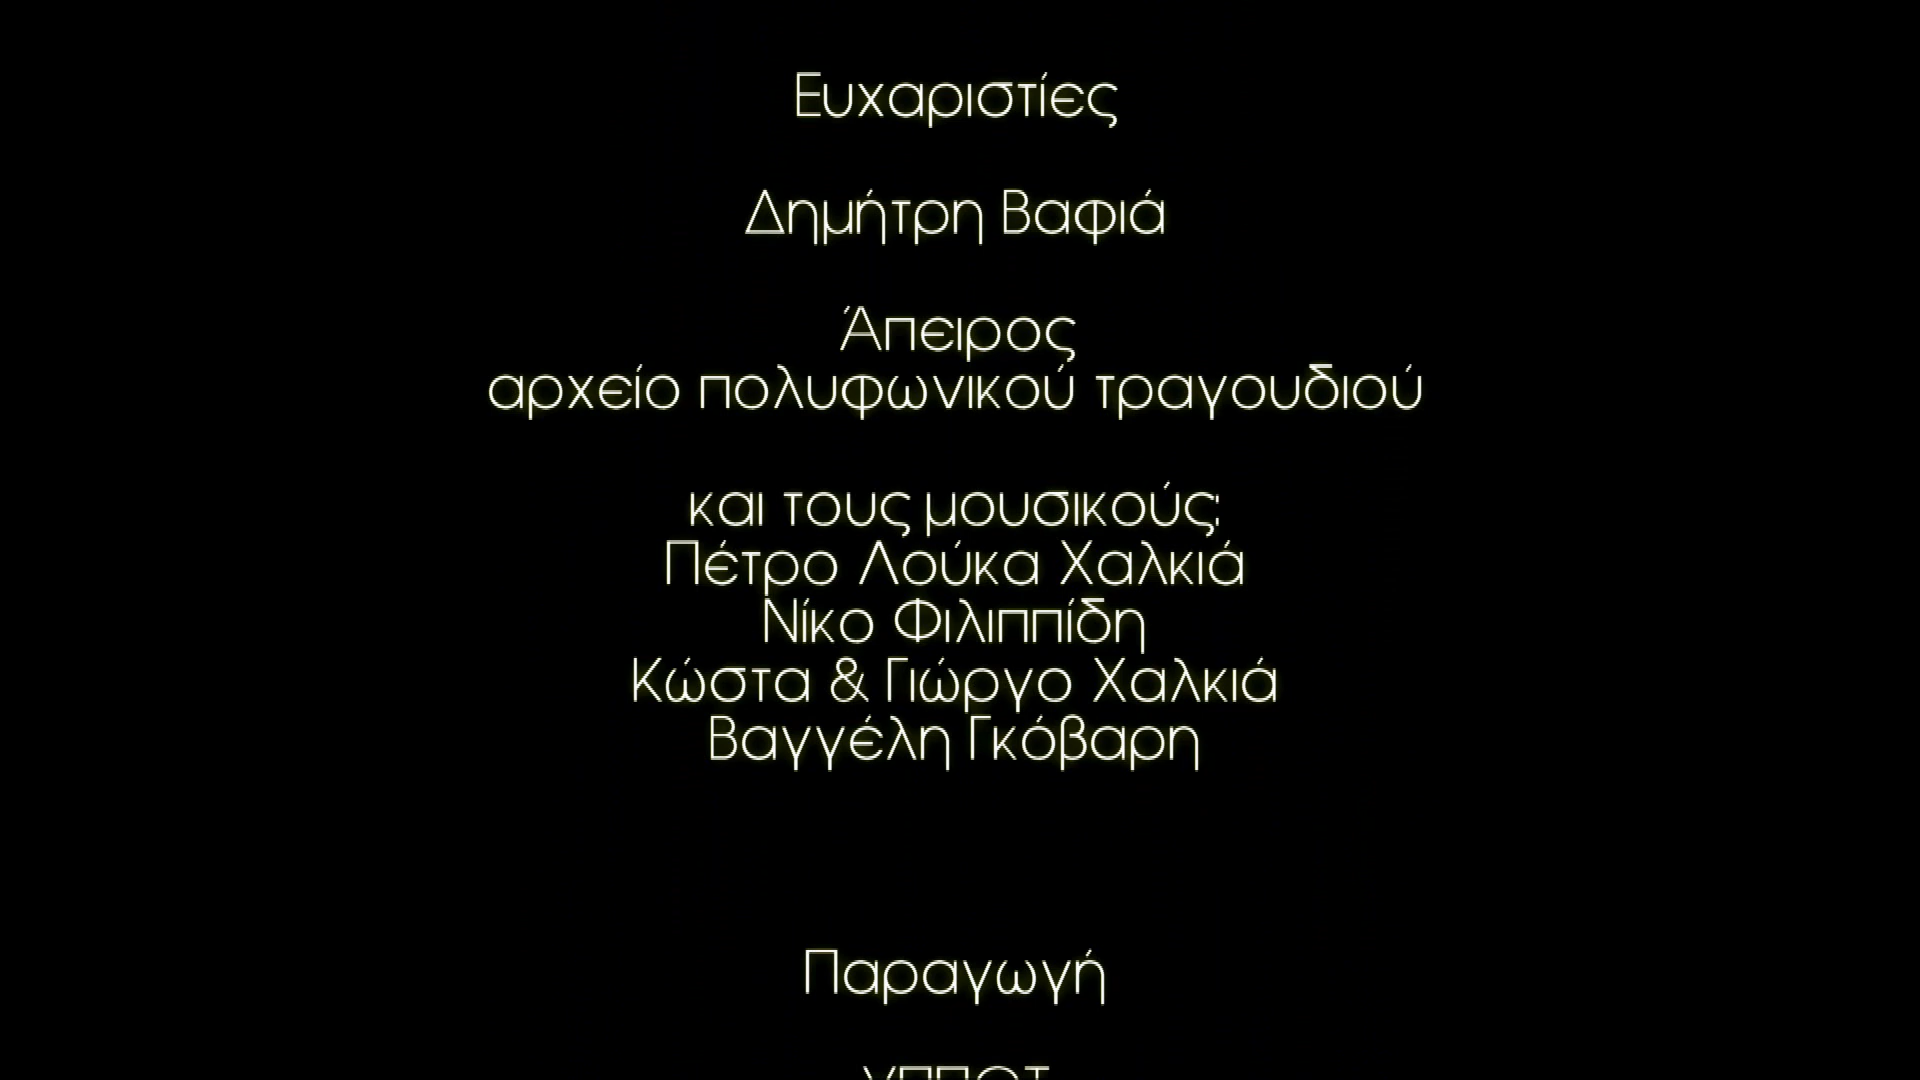 Ευχαριστίες
Δημήτρη Βαφιά
Άπειρος
αρχείο πολυφωνικού τραγουδιού
και τους μουσικούς:
Πέτρο Λούκα Χαλκιά
Νίκο Φιλιππίδη
Κώστα & Γιώργο Χαλκιά
Βαγγέλη Γκόβαρη
Παραγωγή